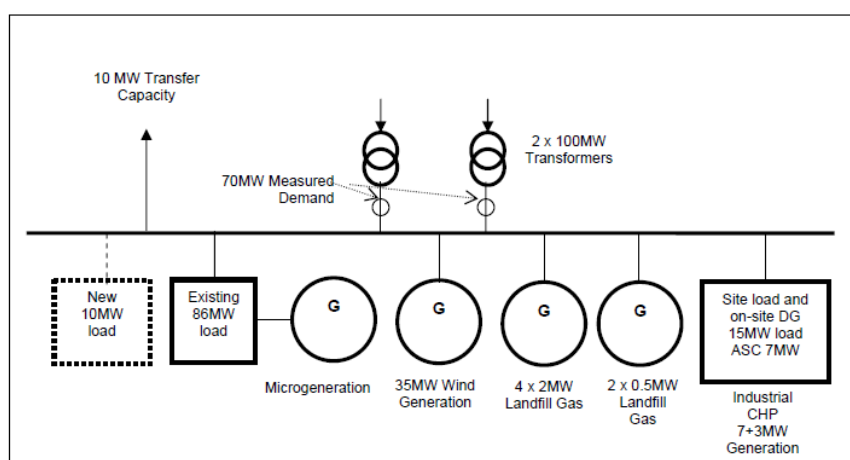 10 MW Transfer
Capacity
2 x 100MW
Transformers
70MW Measured
Demand
New
10MW
load
Existing
86MW
load
G
G
G
G
Site load and
on-site DG
15MW load
ASC 7MW
Microgeneration
35MW Wind
Generation
4 x 2MW
Landfill Gas
2 x 0.5MW
Landfill
Gas
Industrial
CHP
7+3MW
Generation